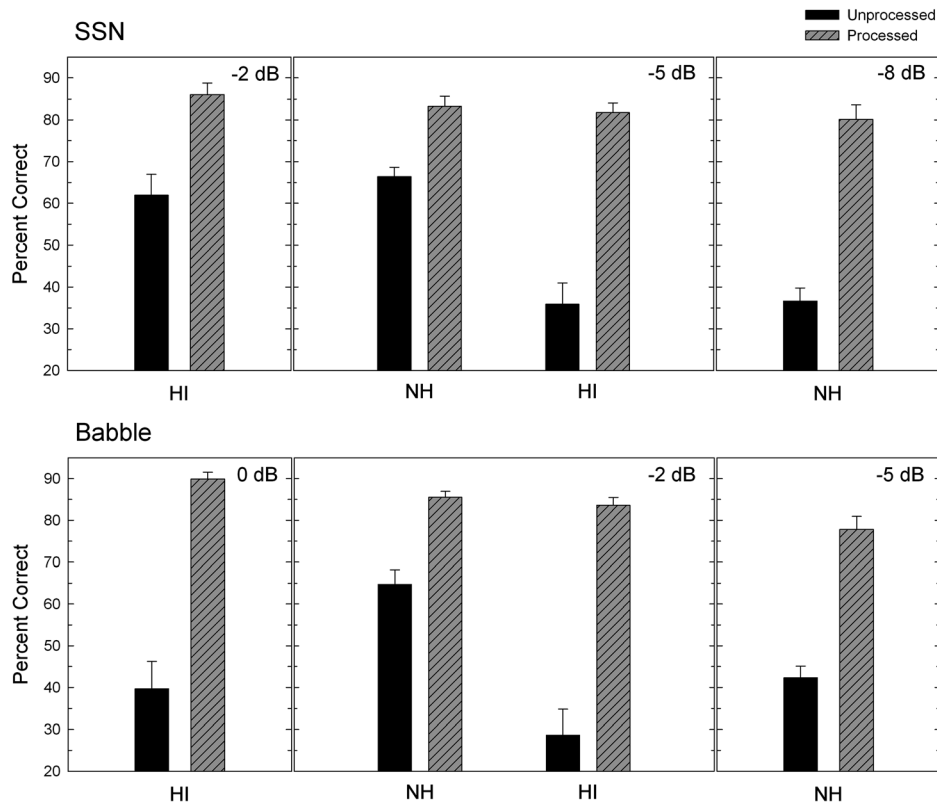 SSN
Unprocessed
Processed
-2 dB
-5 dB
-8 dB
90
80
70
60
50
40
30
20
Percent Correct
HI
NH
HI
NH
Babble
0 dB
-2 dB
-5 dB
90
80
70
60
50
40
30
20
Percent Correct
HI
NH
HI
NH